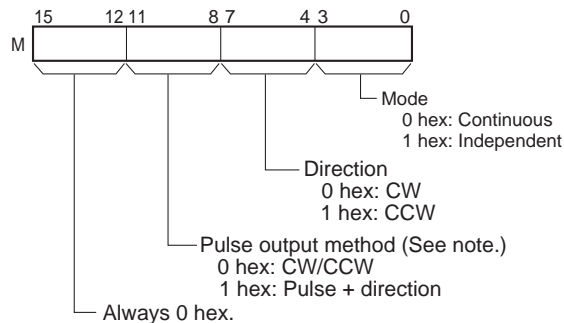 15 12 11 8 7 4 3 0
M
Mode
0 hex: Continuous
1 hex: Independent
Direction
0 hex: CW
1 hex: CCW
Pulse output method (See note.)
0 hex: CW/CCW
1 hex: Pulse + direction
Always 0 hex.